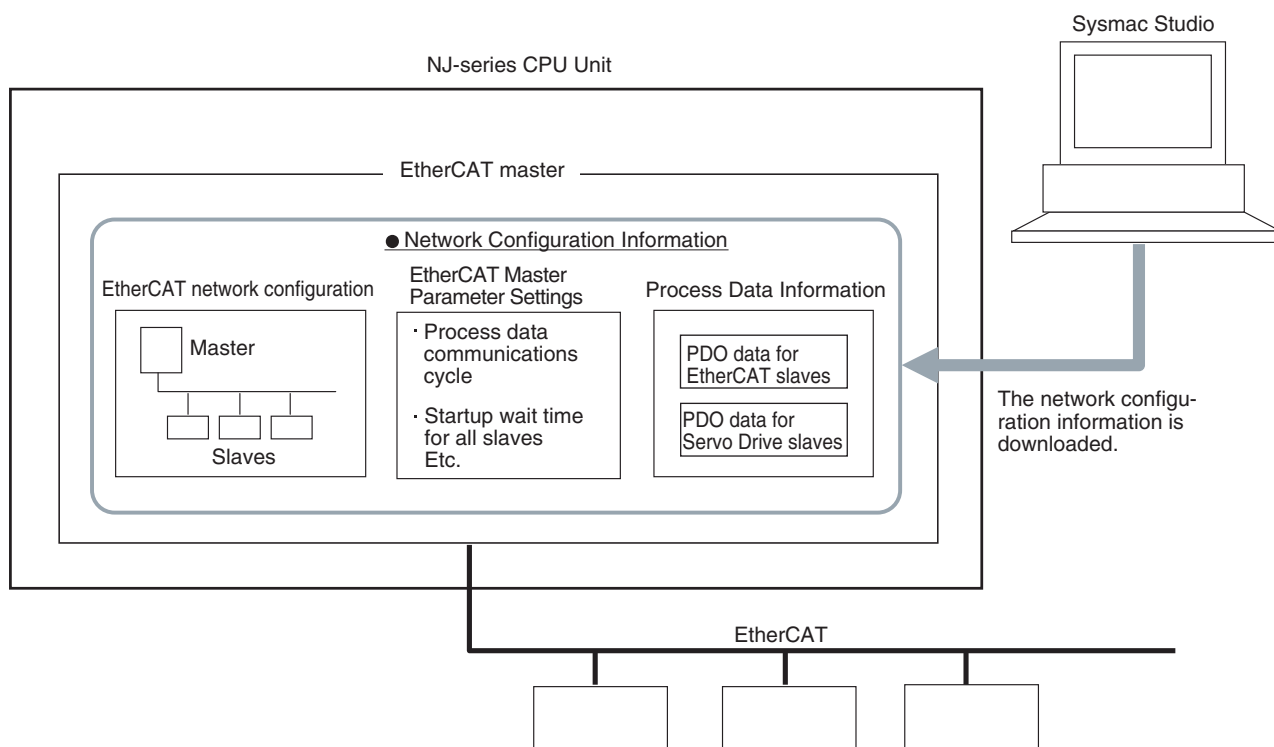 Sysmac Studio
NJ-series CPU Unit
EtherCAT master
● Network Configuration Information
EtherCAT network configuration
Master
Slaves
EtherCAT Master
Parameter Settings
· Process data
communications
cycle
· Startup wait time
for all slaves
Etc.
Process Data Information
PDO data for
EtherCAT slaves
PDO data for
Servo Drive slaves
The network configu-
ration information is
downloaded.
EtherCAT